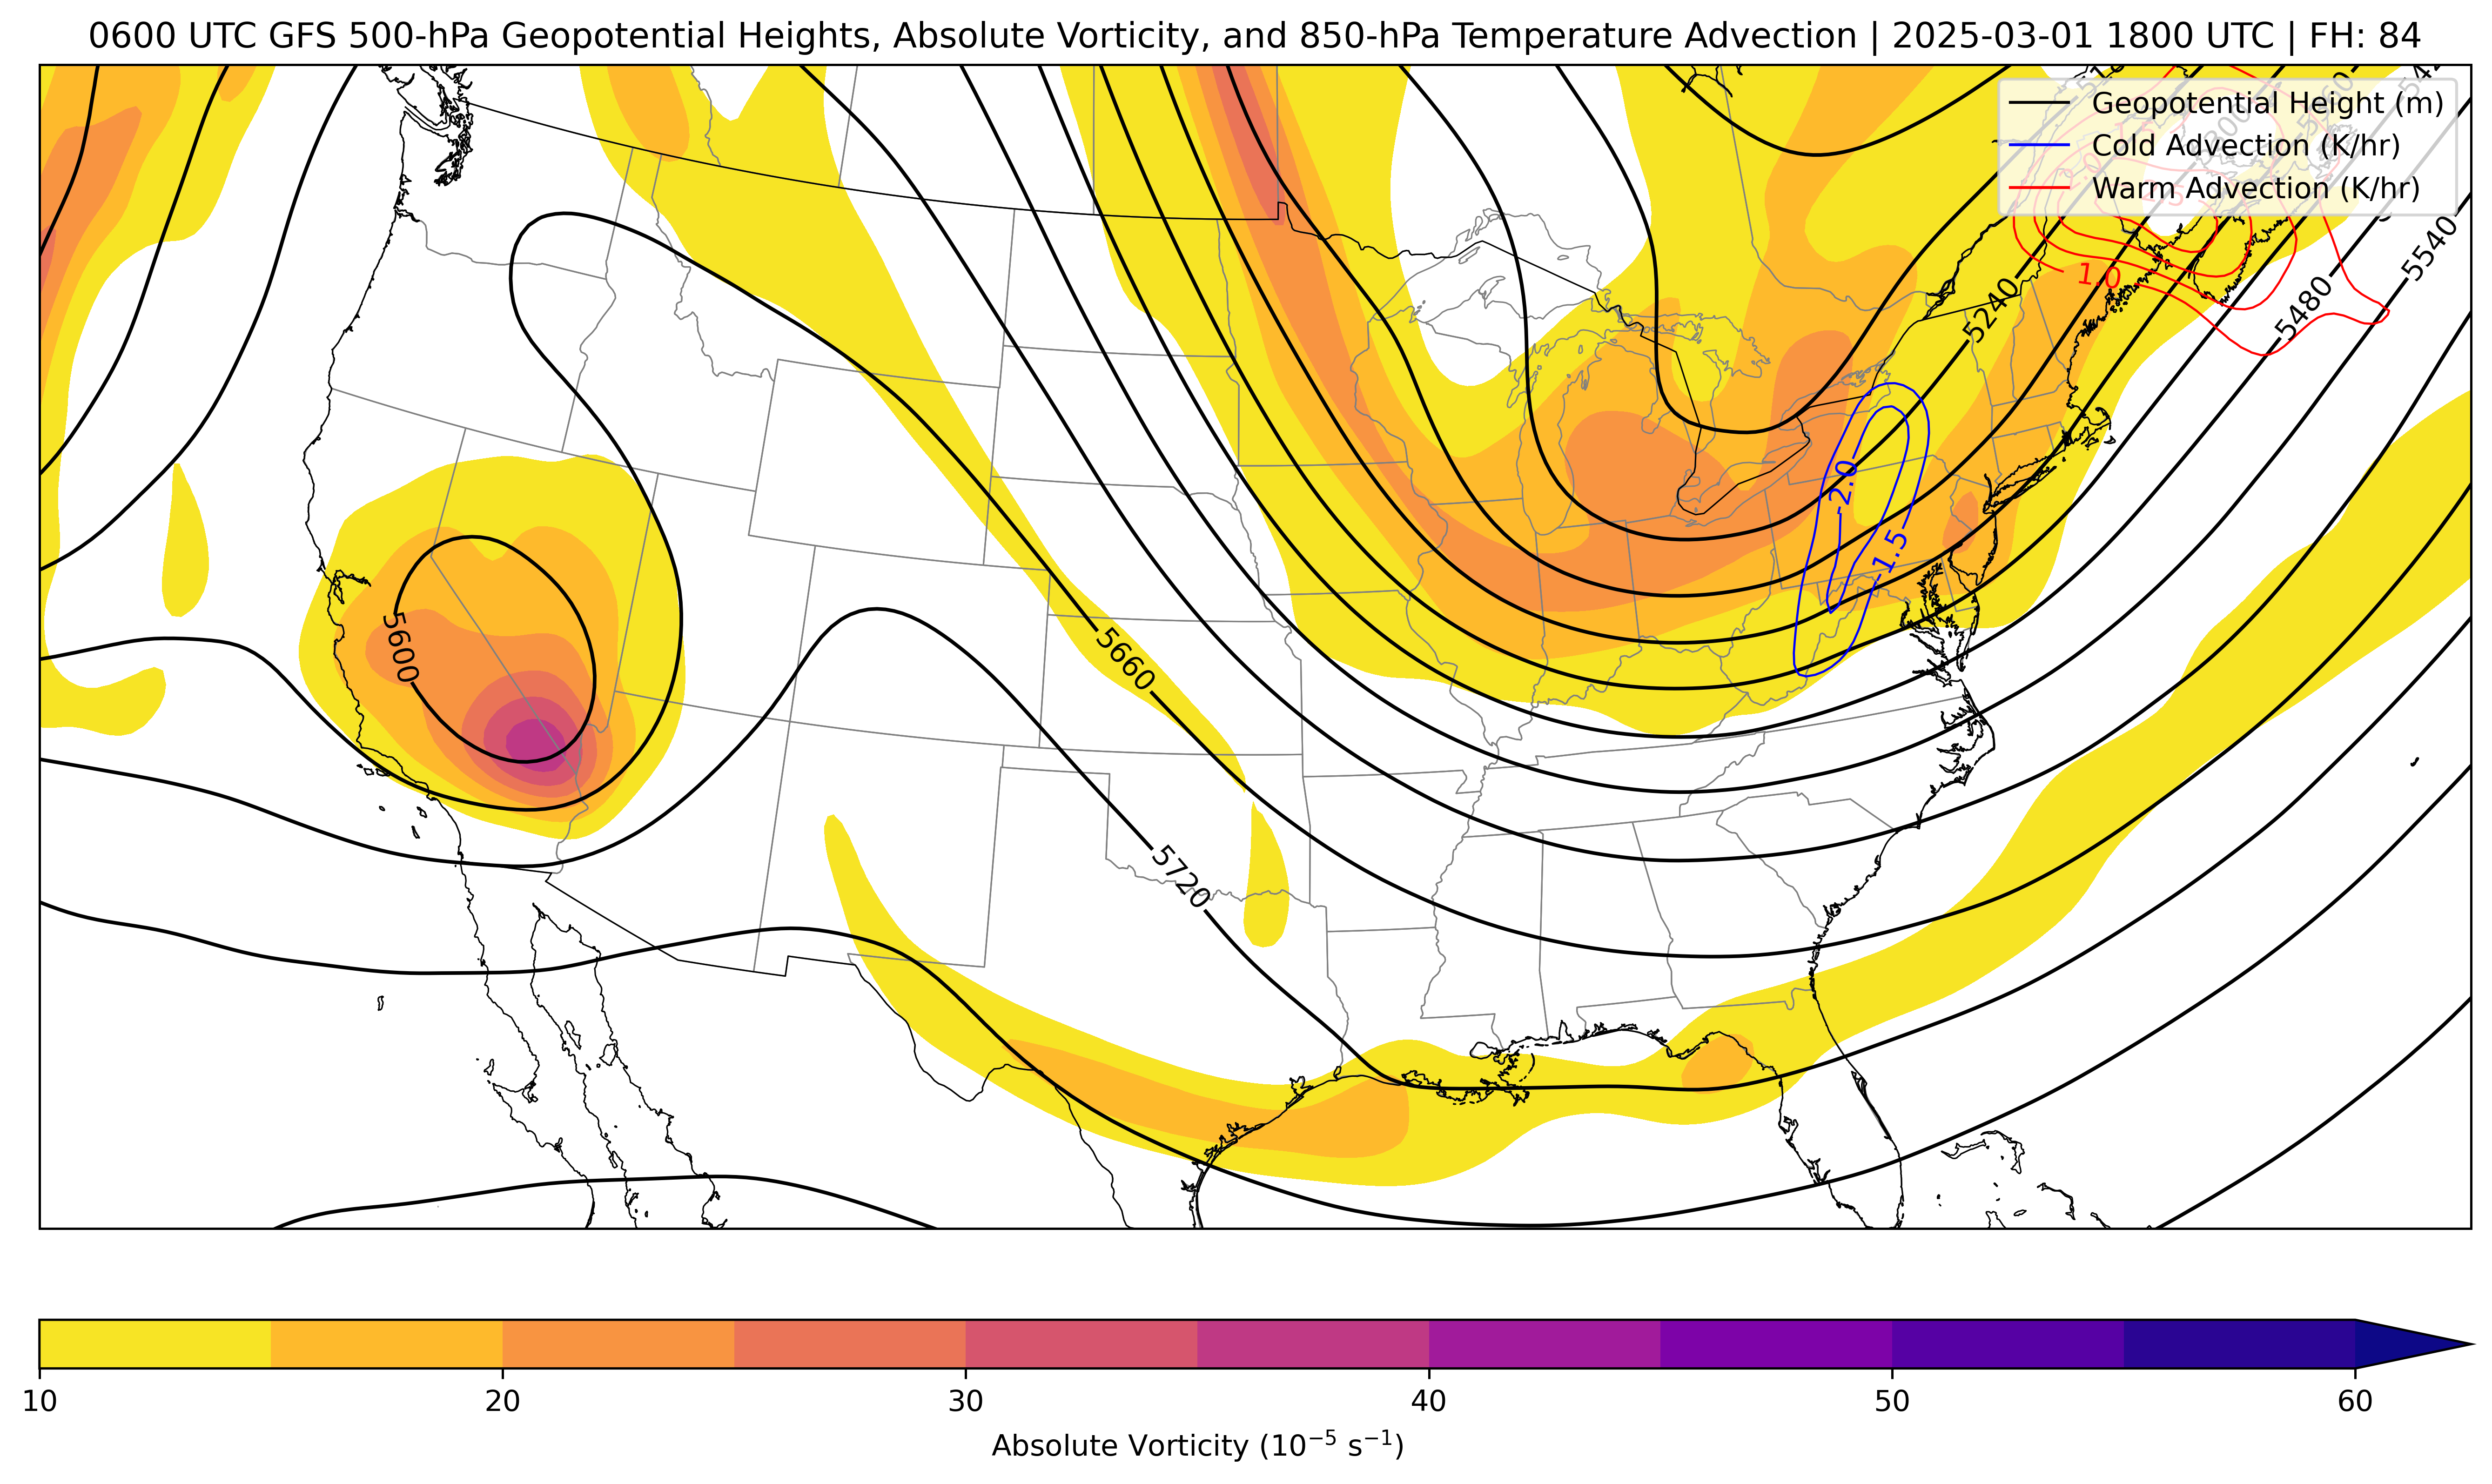 0600 UTC GFS 500-hPa Geopotential Heights, Absolute Vorticity, and 850-hPa Temperature Advection | 2025-03-01 1800 UTC | FH: 84
Geopotential Height (m)
Cold Advection (K/hr)
Warm Advection (K/hr)
5540
1.0
5240
5480
-2.0
-1.5
5600
5660
5720
10 20 30 40 50 60
Absolute Vorticity (10⁻⁵ s⁻¹)